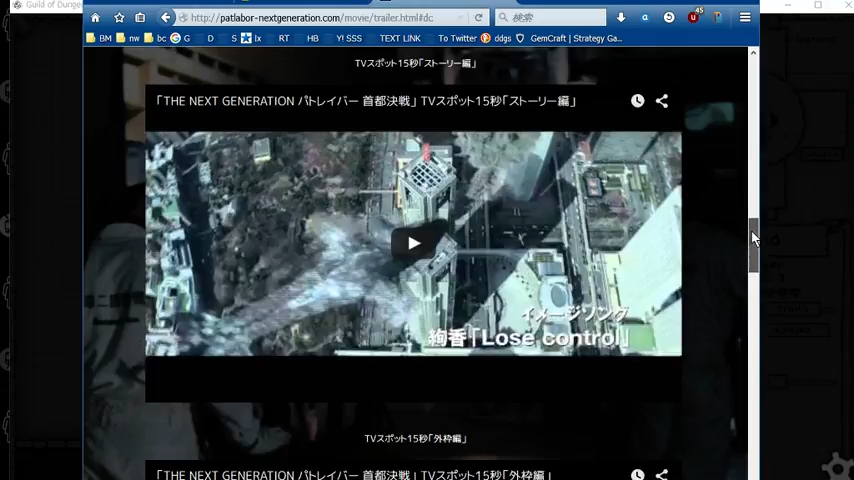 Guild of Dunge
http://patlabor-nextgeneration.com/movie/trailer.html#dc
検索
45
BM nw bc G D S lx RT HB Y! SSS TEXT LINK To Twitter ddgs GemCraft | Strategy Ga...
TVスポット15秒「ストーリー編」
「THE NEXT GENERATION パトレイバー 首都決戦」 TVスポット15秒「ストーリー編」
イメージソング
絢香「Lose control」
TVスポット15秒「外枠編」
「THE NEXT GENERATION パトレイバー 首都決戦」 TVスポット15秒「外枠編」